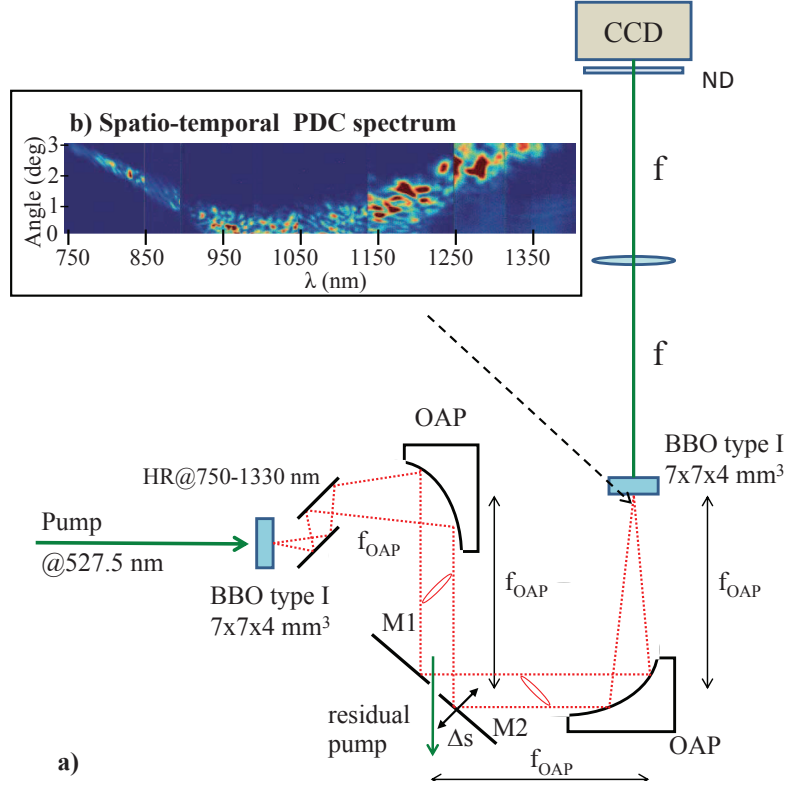 CCD
ND
b) Spatio-temporal PDC spectrum
Angle (deg)
3
2
1
0
750 850 950 1050 1150 1250 1350
λ (nm)
f
f
OAP
HR@750-1330 nm
BBO type I
7x7x4 mm³
Pump
@527.5 nm
f_OAP
BBO type I
7x7x4 mm³
f_OAP
f_OAP
M1
residual
pump
Δs
M2
OAP
f_OAP
a)